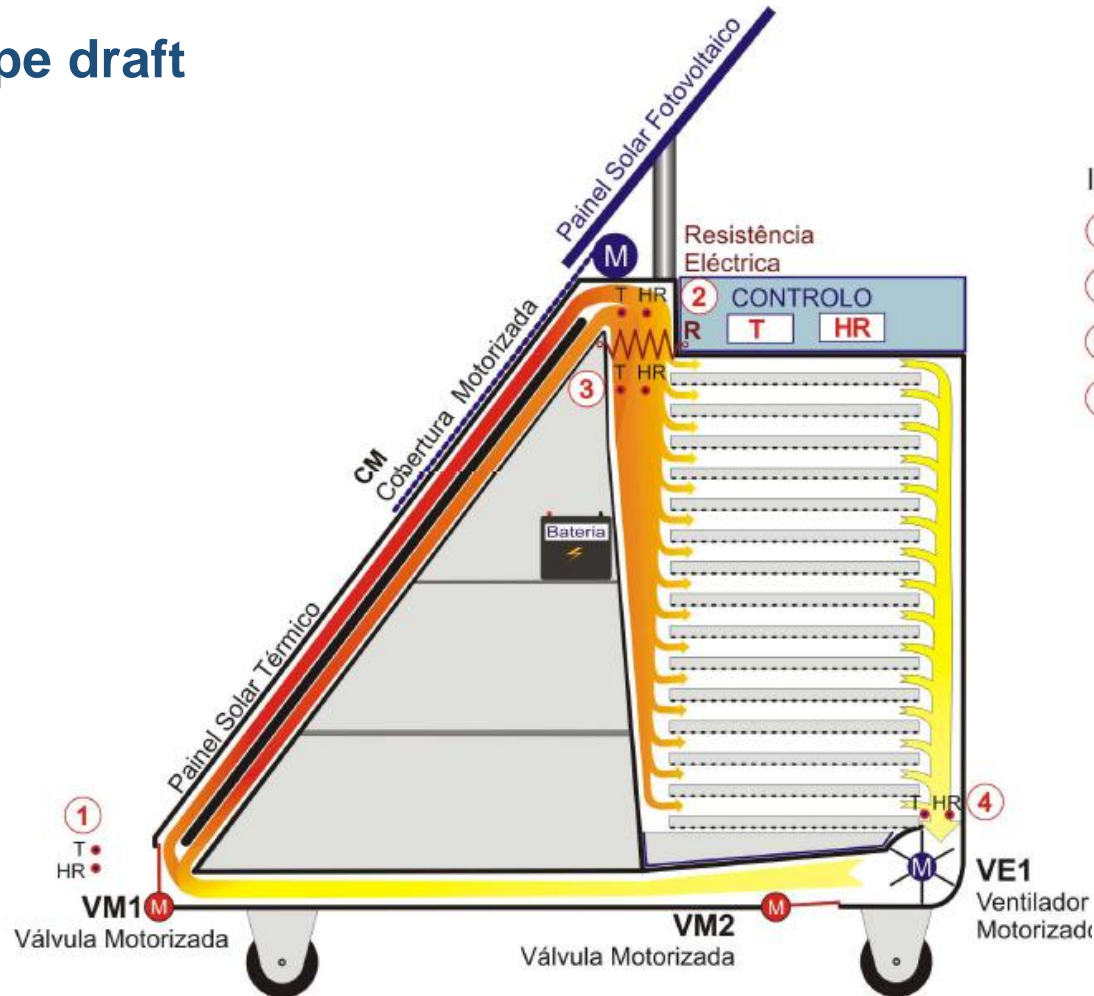 pe draft
Painel Solar Fotovoltaico
M
Resistência
Eléctrica
T HR 2 CONTROLO
R T HR
3 T HR
CM
Cobertura Motorizada
Bateria
Painel Solar Térmico
1
T
HR
T HR 4
VM1 M
Válvula Motorizada
VM2 M
Válvula Motorizada
M VE1
Ventilador